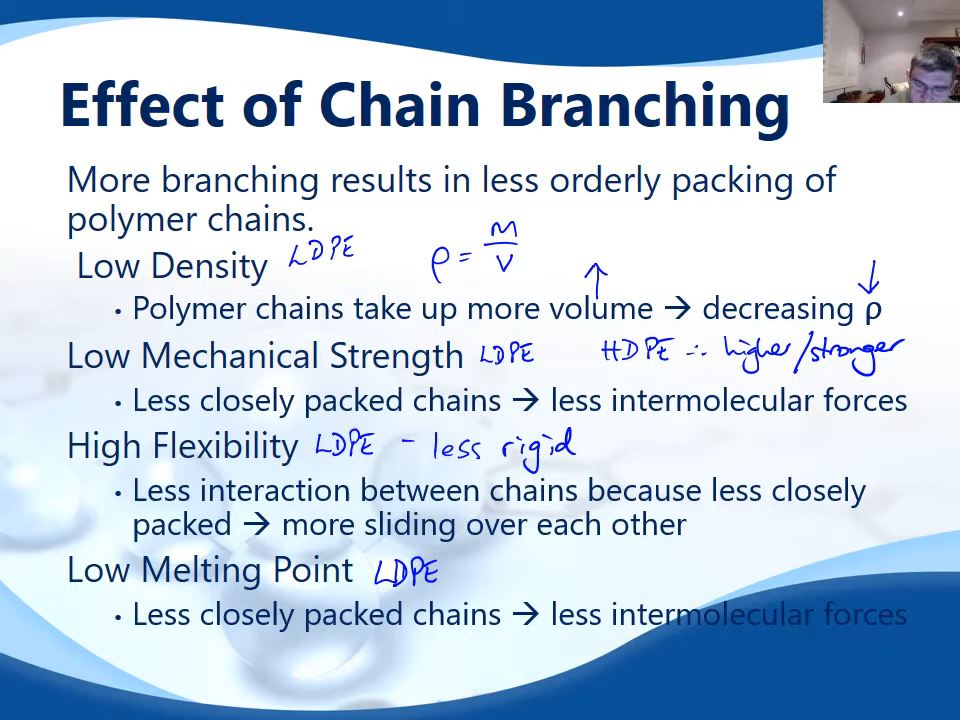 Effect of Chain Branching
More branching results in less orderly packing of
polymer chains.
Low Density LDPE ρ = M/V
• Polymer chains take up more volume → decreasing ρ
↑ ↓
Low Mechanical Strength LDPE HDPE ∴ higher/stronger
• Less closely packed chains → less intermolecular forces
High Flexibility LDPE - less rigid
• Less interaction between chains because less closely
packed → more sliding over each other
Low Melting Point LDPE
• Less closely packed chains → less intermolecular forces